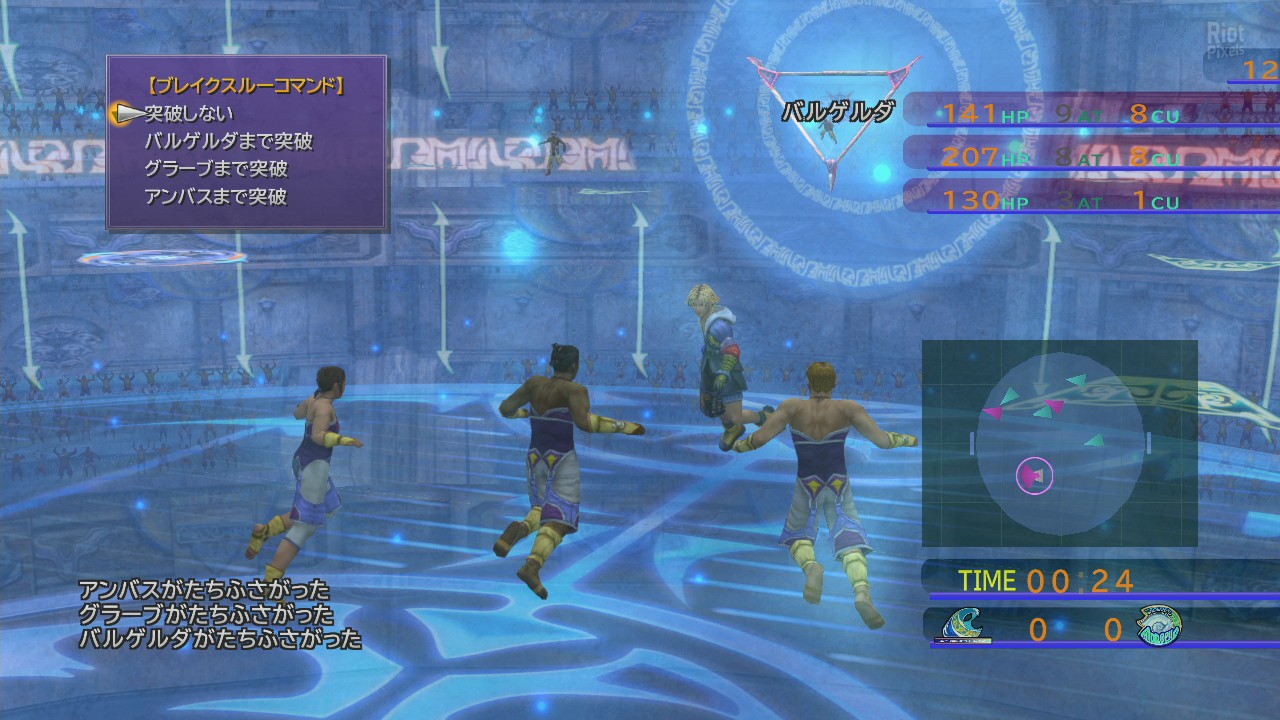 【ブレイクスルーコマンド】
突破しない
バルゲルダまで突破
グラーブまで突破
アンバスまで突破
バルゲルダ
Riot
Pixels
12
141HP 9AT 8CU
207HP 8AT 8CU
130HP 3AT 1CU
TIME 00:24
0 0
アンバスがたちふさがった
グラーブがたちふさがった
バルゲルダがたちふさがった